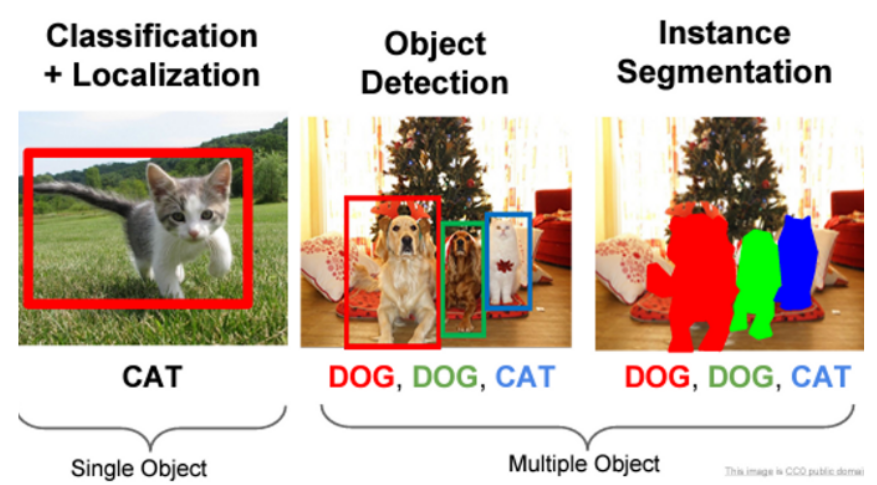 Classification
+ Localization
Object
Detection
Instance
Segmentation
CAT
DOG, DOG, CAT
DOG, DOG, CAT
Single Object
Multiple Object
This image is CC0 public domai